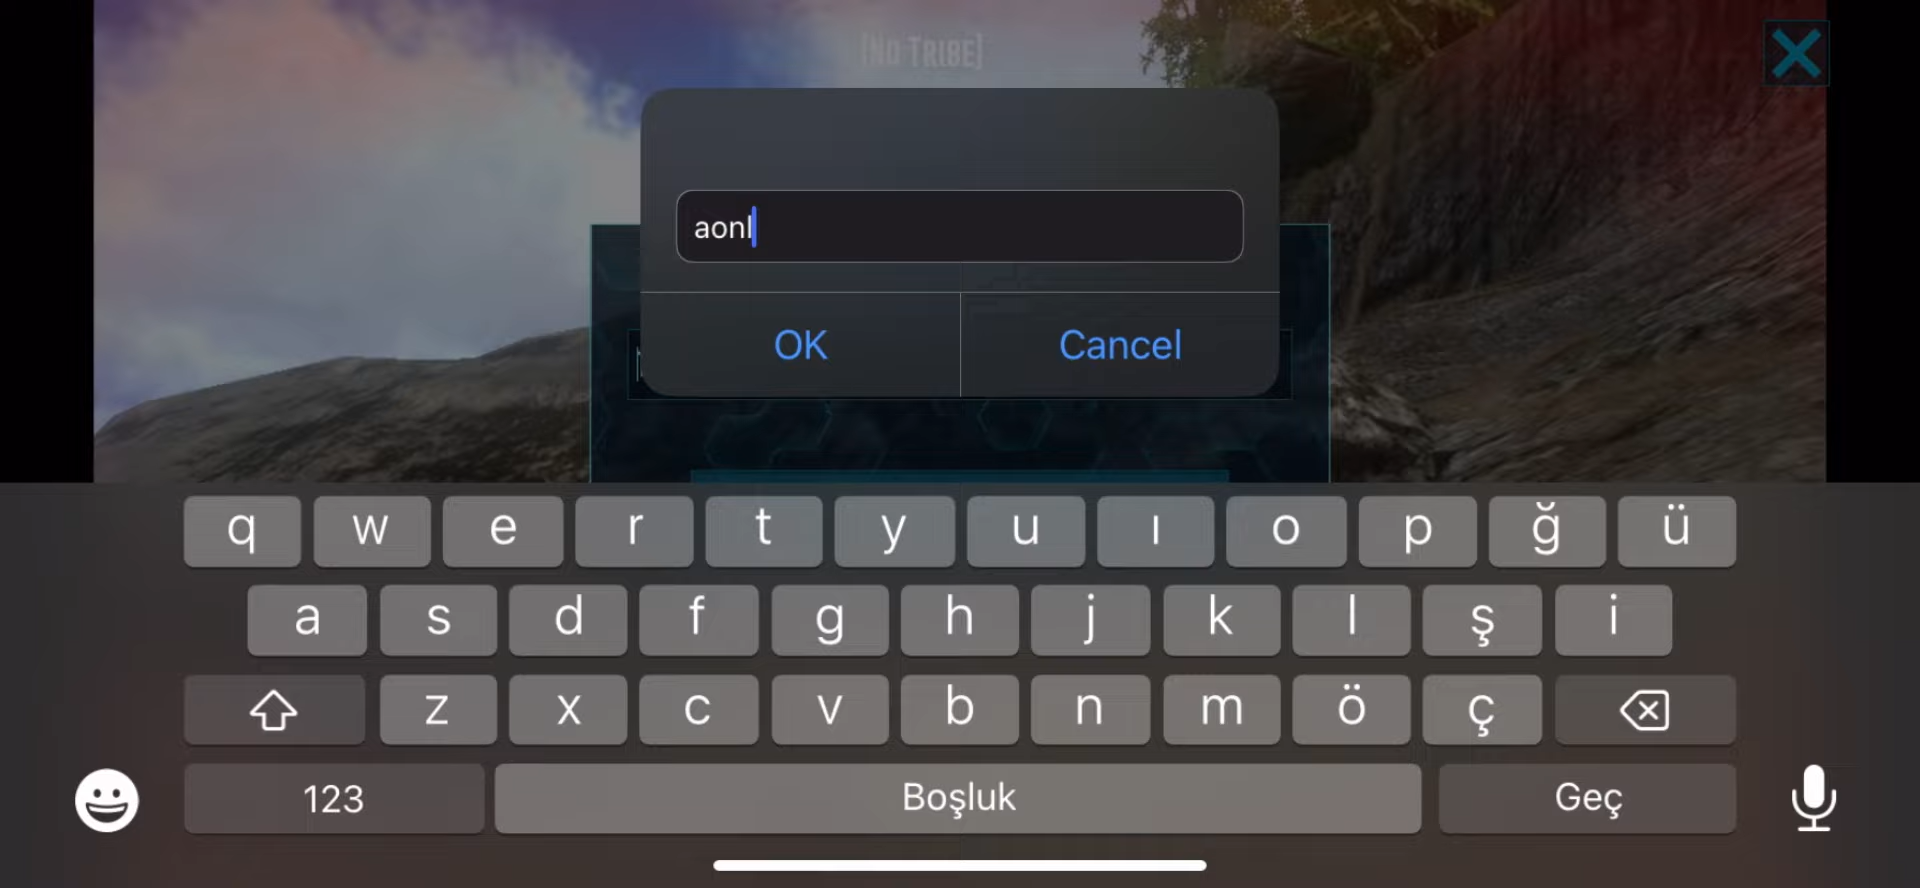 [No Tribe]
aonl
OK
Cancel
q w e r t y u ı o p ğ ü
a s d f g h j k l ş i
z x c v b n m ö ç
123
Boşluk
Geç